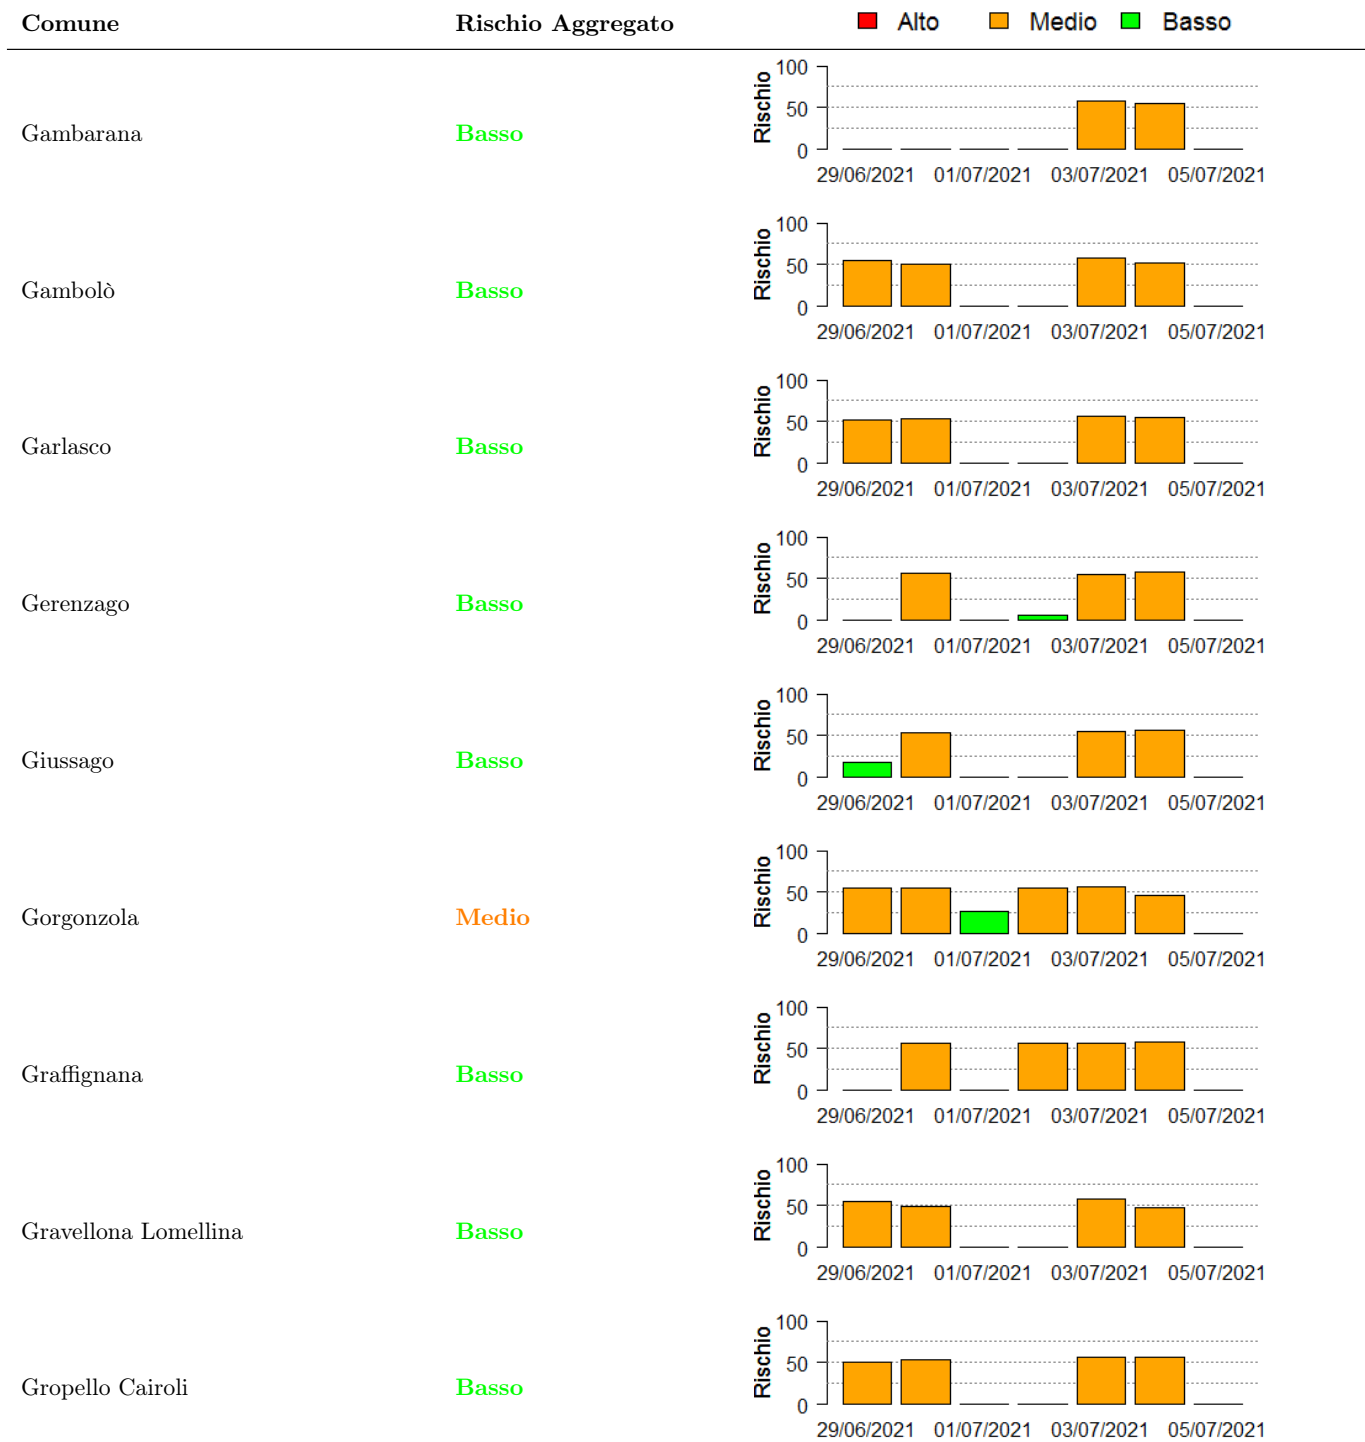 Comune Rischio Aggregato Alto Medio Basso
Gambarana Basso Rischio 100 50 0
29/06/2021 01/07/2021 03/07/2021 05/07/2021
Gambolò Basso Rischio 100 50 0
29/06/2021 01/07/2021 03/07/2021 05/07/2021
Garlasco Basso Rischio 100 50 0
29/06/2021 01/07/2021 03/07/2021 05/07/2021
Gerenzago Basso Rischio 100 50 0
29/06/2021 01/07/2021 03/07/2021 05/07/2021
Giussago Basso Rischio 100 50 0
29/06/2021 01/07/2021 03/07/2021 05/07/2021
Gorgonzola Medio Rischio 100 50 0
29/06/2021 01/07/2021 03/07/2021 05/07/2021
Graffignana Basso Rischio 100 50 0
29/06/2021 01/07/2021 03/07/2021 05/07/2021
Gravellona Lomellina Basso Rischio 100 50 0
29/06/2021 01/07/2021 03/07/2021 05/07/2021
Gropello Cairoli Basso Rischio 100 50 0
29/06/2021 01/07/2021 03/07/2021 05/07/2021